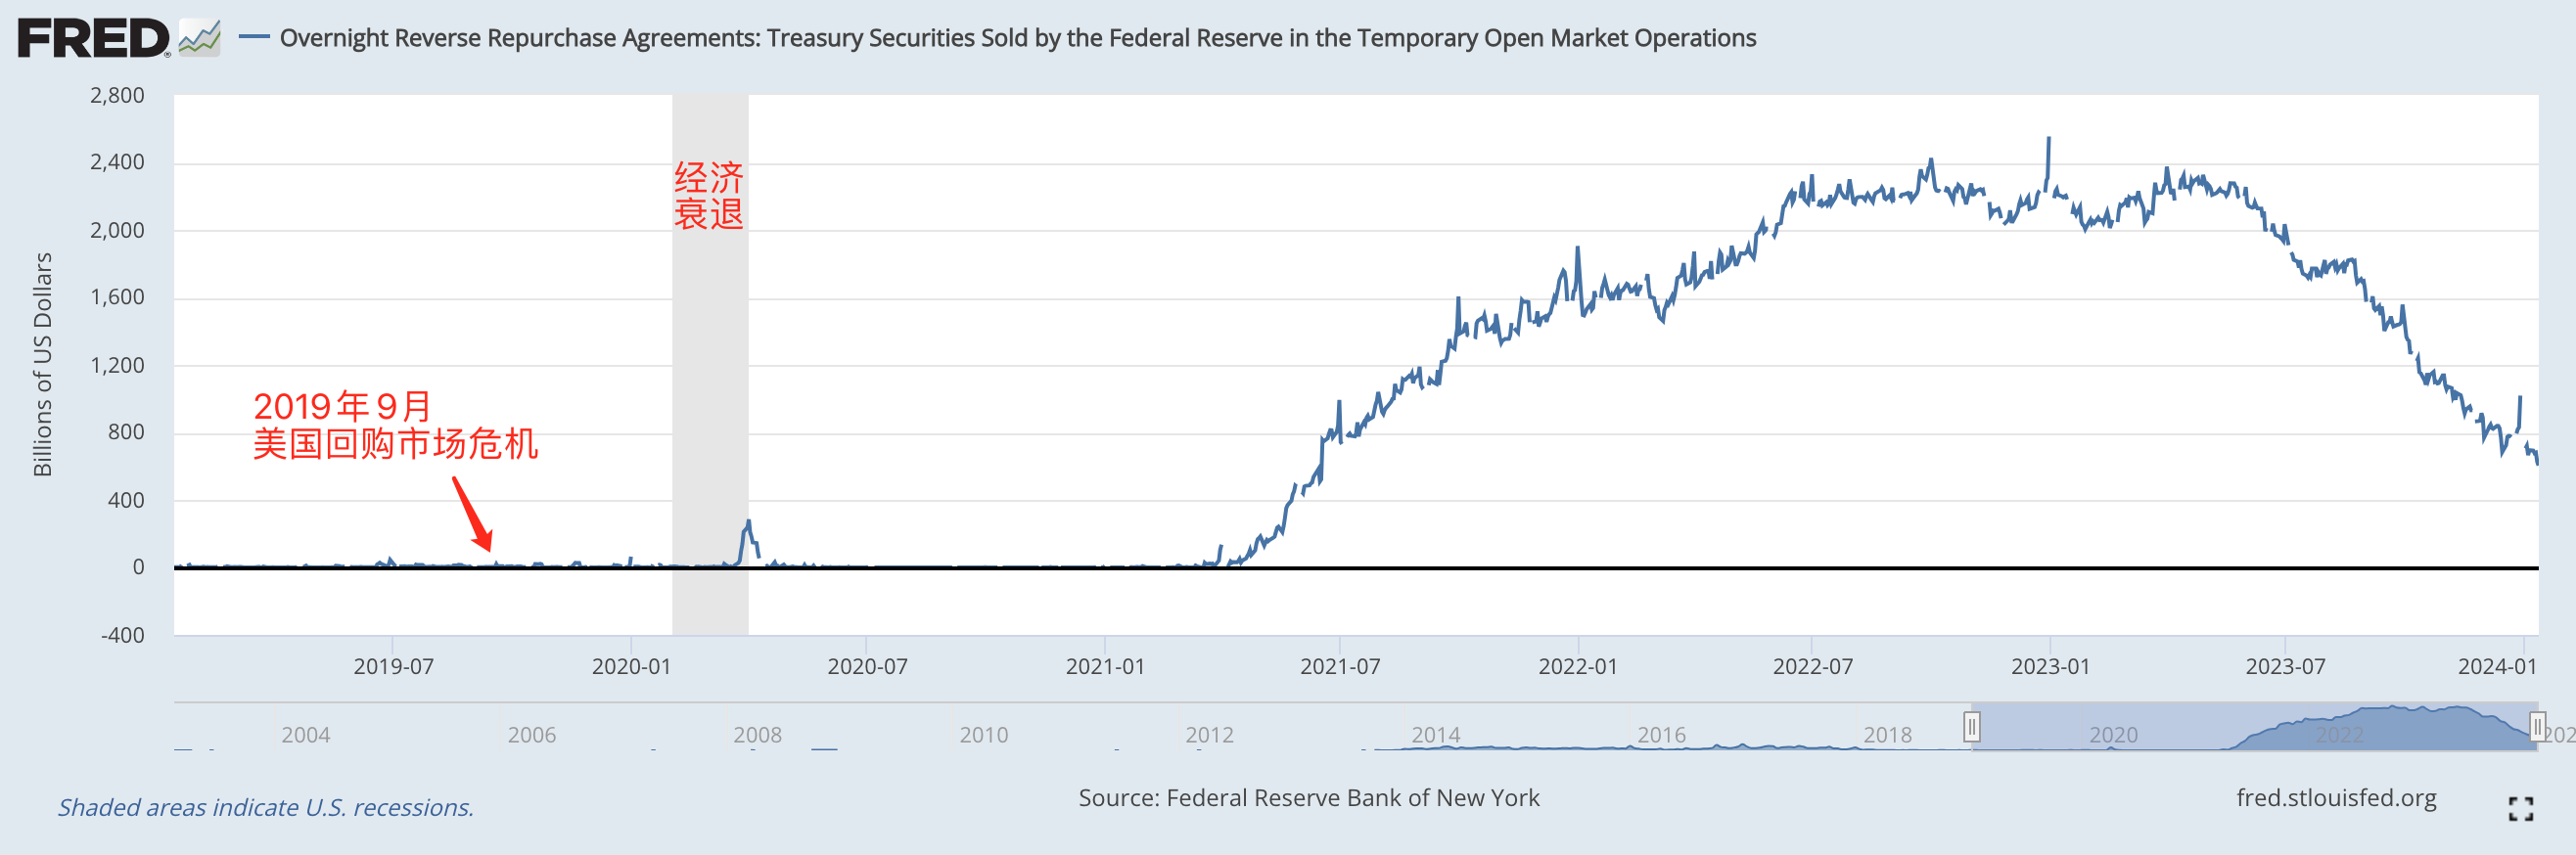 FRED® — Overnight Reverse Repurchase Agreements: Treasury Securities Sold by the Federal Reserve in the Temporary Open Market Operations
Billions of US Dollars
2,800
2,400
2,000
1,600
1,200
800
400
0
-400
经济
衰退
2019年9月
美国回购市场危机
2019-07 2020-01 2020-07 2021-01 2021-07 2022-01 2022-07 2023-01 2023-07 2024-01
2004 2006 2008 2010 2012 2014 2016 2018 2020 2022 202
Shaded areas indicate U.S. recessions.
Source: Federal Reserve Bank of New York
fred.stlouisfed.org